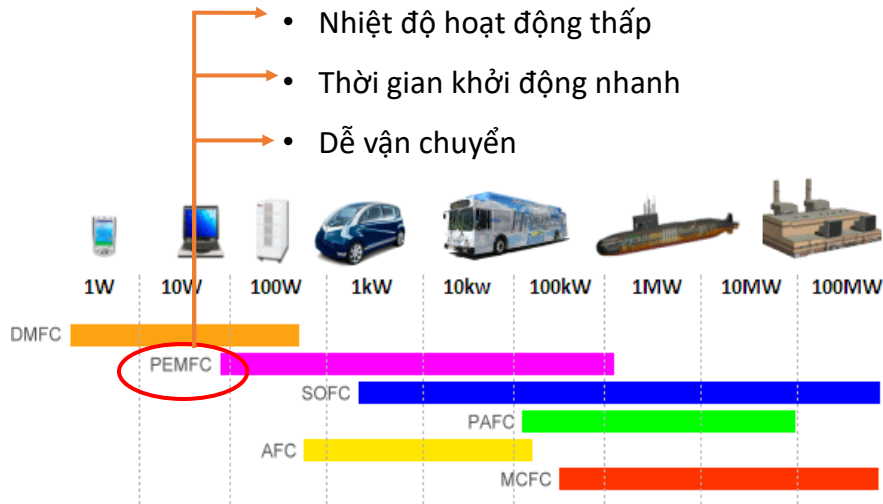 • Nhiệt độ hoạt động thấp
• Thời gian khởi động nhanh
• Dễ vận chuyển
1W 10W 100W 1kW 10kw 100kW 1MW 10MW 100MW
DMFC
PEMFC
SOFC
PAFC
AFC
MCFC